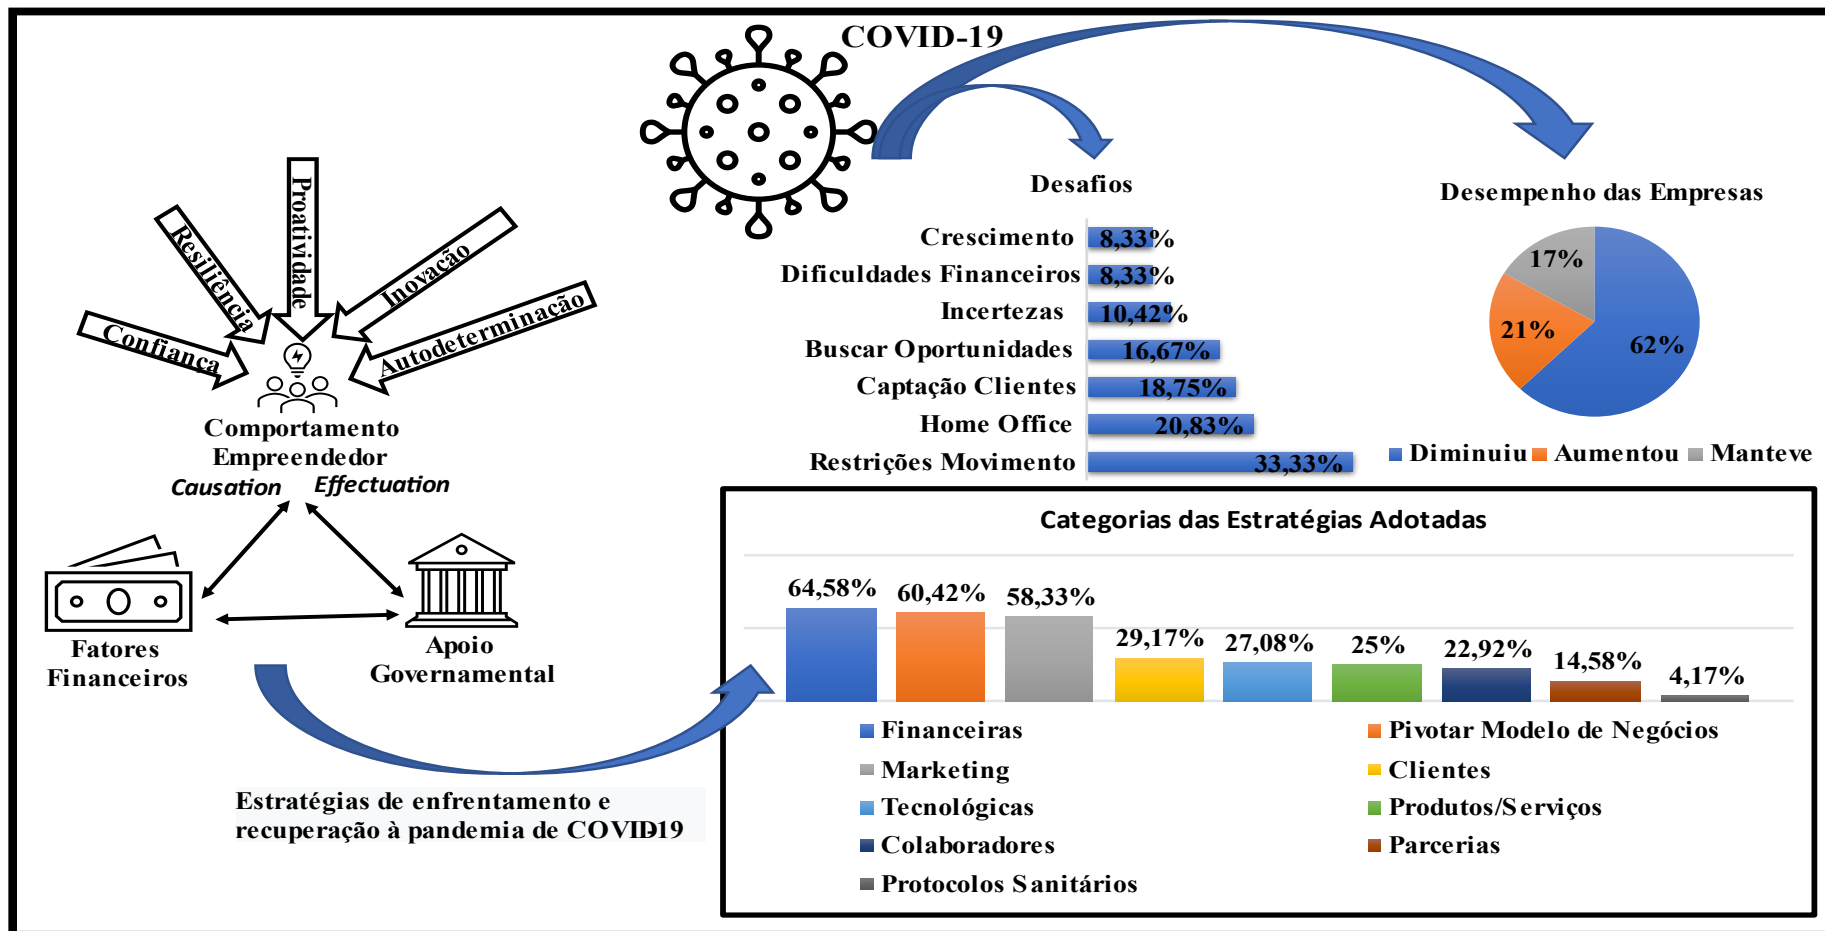 COVID-19
Proatividade
Resiliência
Inovação
Confiança
Autodeterminação
Comportamento
Empreendedor
Causation Effectuation
Fatores
Financeiros
Apoio
Governamental
Estratégias de enfrentamento e
recuperação à pandemia de COVID-19
Desafios
Crescimento 8,33%
Dificuldades Financeiros 8,33%
Incertezas 10,42%
Buscar Oportunidades 16,67%
Captação Clientes 18,75%
Home Office 20,83%
Restrições Movimento 33,33%
Desempenho das Empresas
17%
21%
62%
Diminuiu Aumentou Manteve
Categorias das Estratégias Adotadas
64,58% 60,42% 58,33% 29,17% 27,08% 25% 22,92% 14,58% 4,17%
Financeiras Pivotar Modelo de Negócios
Marketing Clientes
Tecnológicas Produtos/Serviços
Colaboradores Parcerias
Protocolos Sanitários